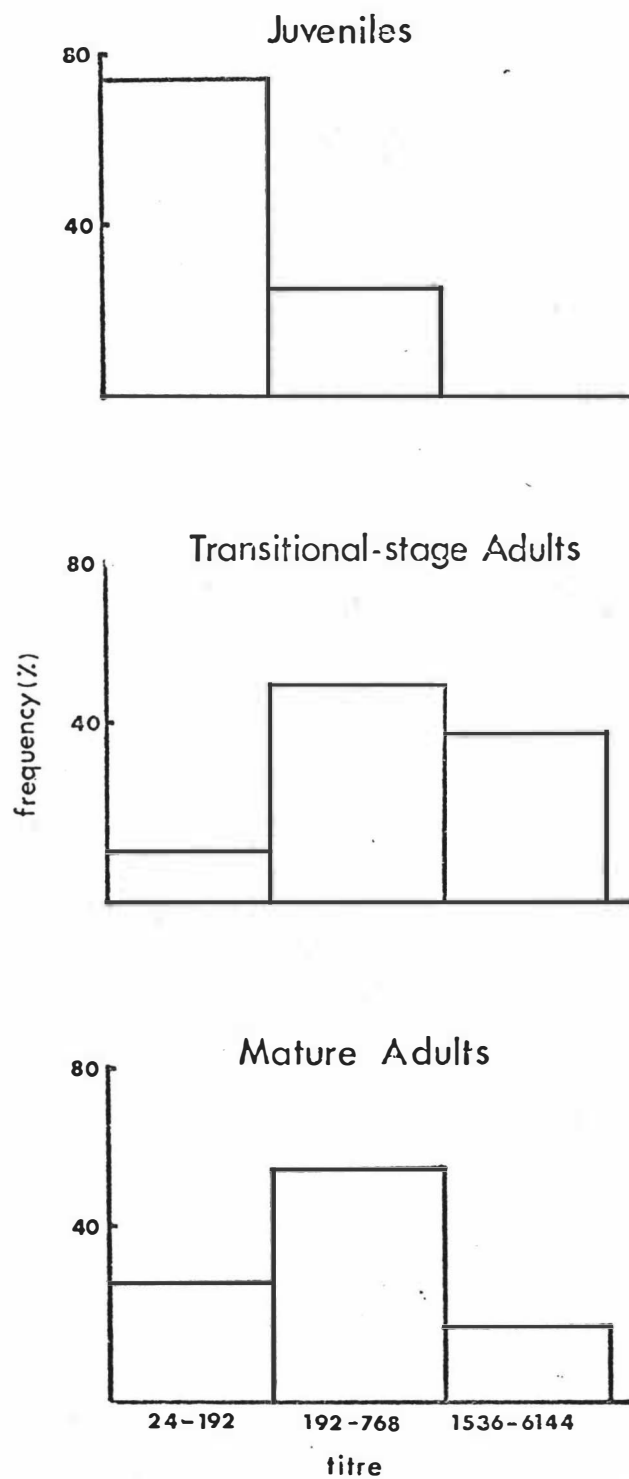 Juveniles
80
40
Transitional-stage Adults
80
40
frequency (%)
Mature Adults
80
40
24-192 192-768 1536-6144
titre